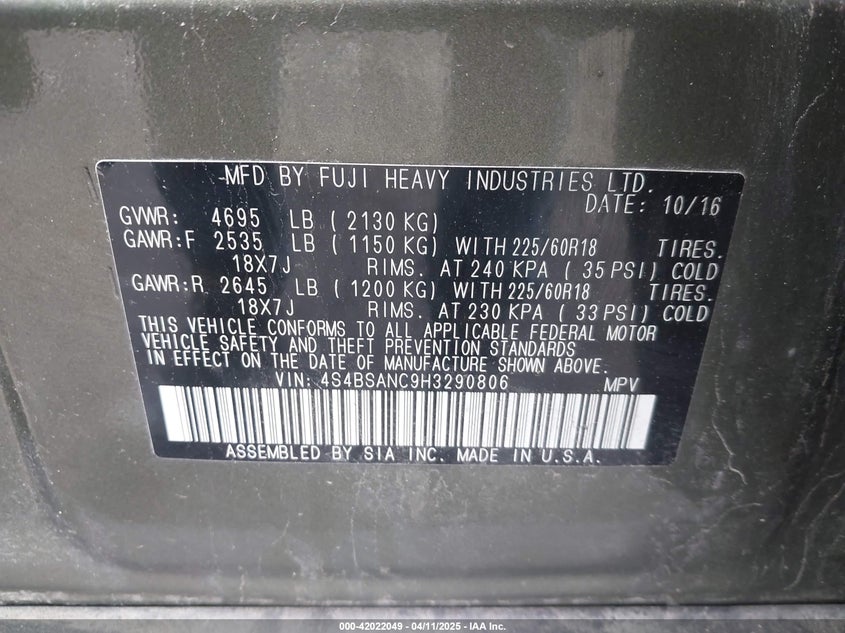 MFD BY FUJI HEAVY INDUSTRIES LTD.
DATE: 10/16
GVWR: 4695 LB ( 2130 KG)
GAWR:F 2535 LB ( 1150 KG) WITH 225/60R18 TIRES.
18X7J RIMS. AT 240 KPA ( 35 PSI) COLD
GAWR:R 2645 LB ( 1200 KG) WITH 225/60R18 TIRES.
18X7J RIMS. AT 230 KPA ( 33 PSI) COLD
THIS VEHICLE CONFORMS TO ALL APPLICABLE FEDERAL MOTOR
VEHICLE SAFETY AND THEFT PREVENTION STANDARDS
IN EFFECT ON THE DATE OF MANUFACTURE SHOWN ABOVE.
VIN: 4S4BSANC9H3290806 MPV
ASSEMBLED BY SIA INC. MADE IN U.S.A.
000-42022049 - 04/11/2025 - IAA Inc.